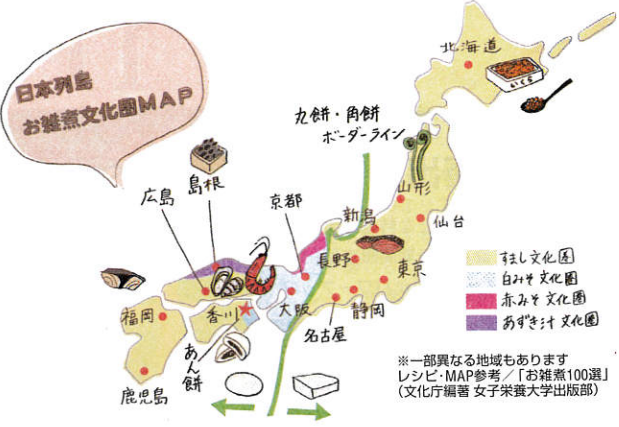 日本列島
お雑煮文化圏MAP
北海道
いくら
丸餅・角餅
ボーダーライン
山形
仙台
新潟
長野
東京
静岡
名古屋
京都
大阪
島根
広島
香川
あん餅
福岡
鹿児島
すまし文化圏
白みそ文化圏
赤みそ文化圏
あずき汁文化圏
※一部異なる地域もあります
レシピ・MAP参考／「お雑煮100選」
（文化庁編著 女子栄養大学出版部）